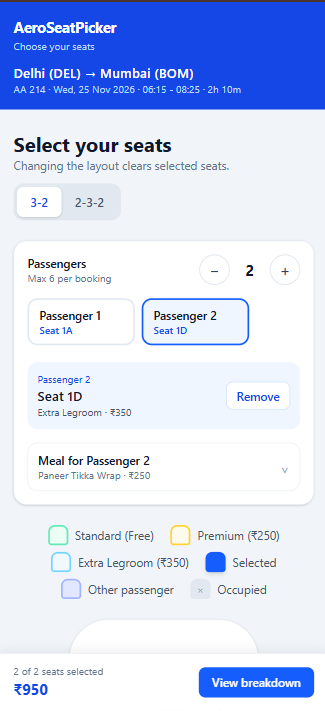 AeroSeatPicker
Choose your seats
Delhi (DEL) → Mumbai (BOM)
AA 214 · Wed, 25 Nov 2026 · 06:15 - 08:25 · 2h 10m
Select your seats
Changing the layout clears selected seats.
3-2 2-3-2
Passengers
Max 6 per booking
− 2 +
Passenger 1
Seat 1A
Passenger 2
Seat 1D
Passenger 2
Seat 1D
Extra Legroom · ₹350
Remove
Meal for Passenger 2
Paneer Tikka Wrap · ₹250
v
Standard (Free) Premium (₹250)
Extra Legroom (₹350) Selected
Other passenger × Occupied
2 of 2 seats selected
₹950
View breakdown